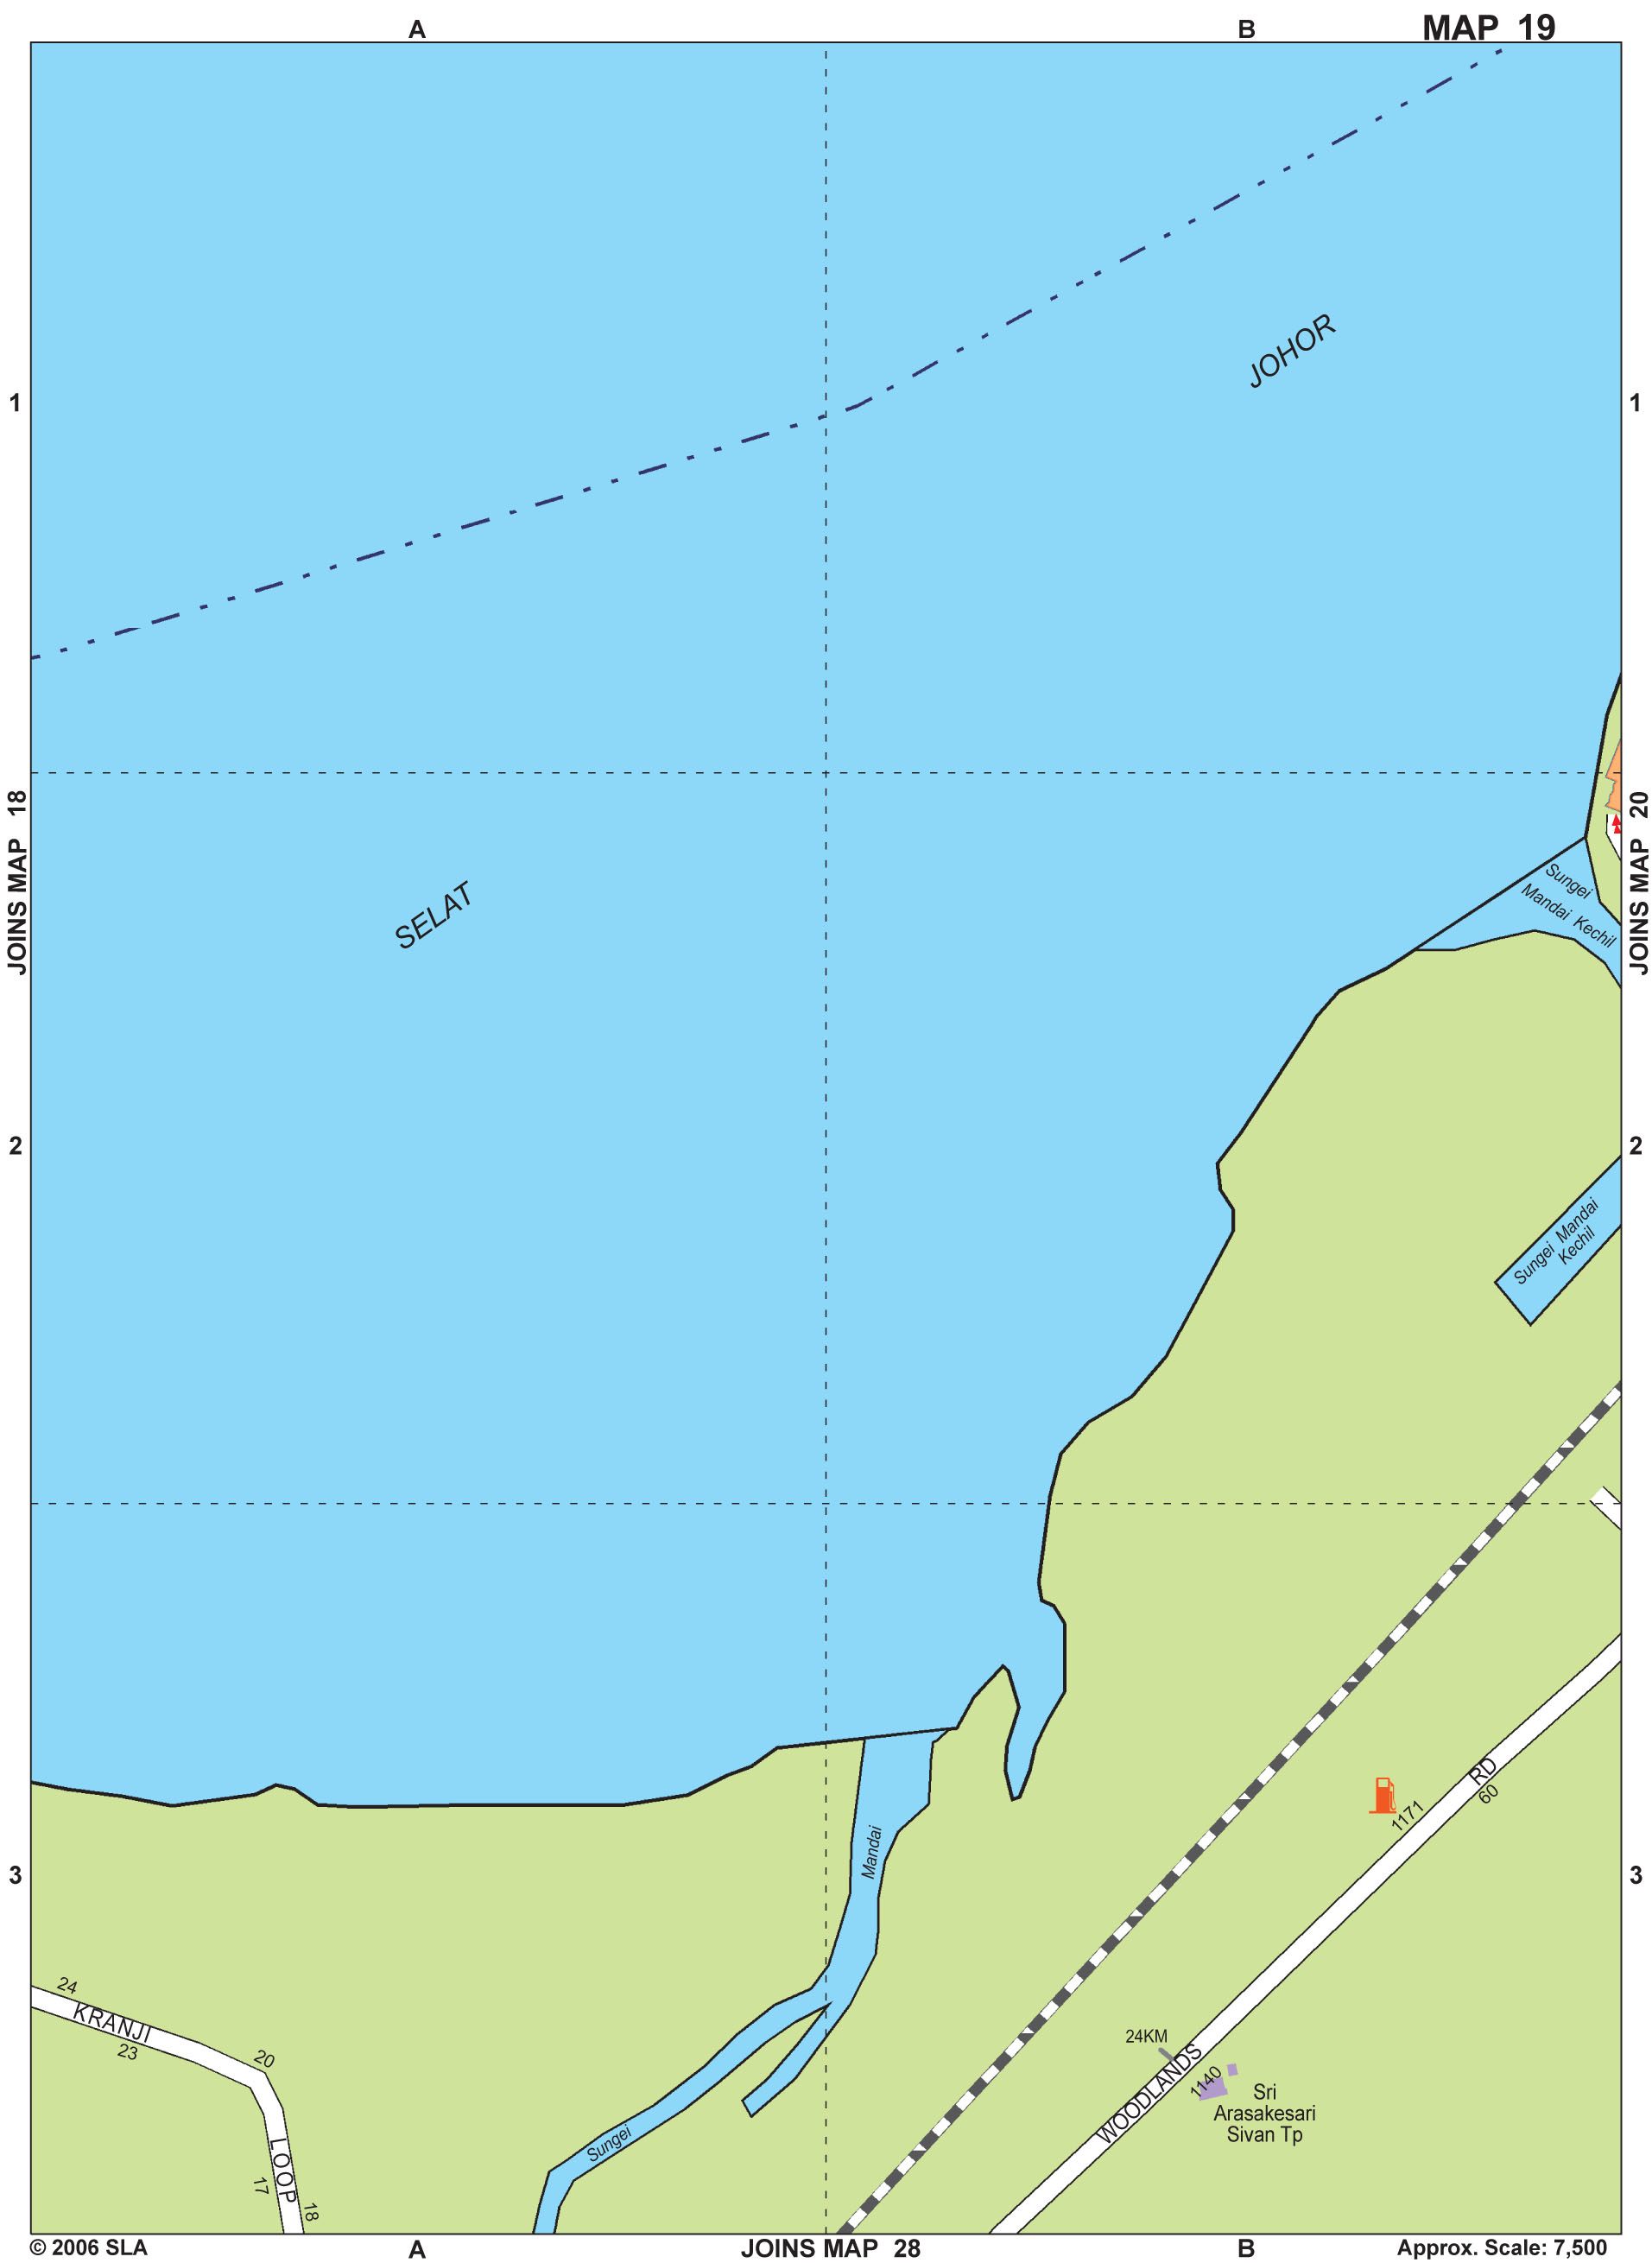 A
B
MAP 19
JOHOR
1
1
JOINS MAP 18
JOINS MAP 20
SELAT
Sungei
Mandai Kechil
2
2
Sungei Mandai
Kechil
RD
60
1171
Mandai
3
3
24
KRANJI
23
20
LOOP
17
18
Sungei
24KM
WOODLANDS
1140
Sri
Arasakesari
Sivan Tp
© 2006 SLA
A
JOINS MAP 28
B
Approx. Scale: 7,500